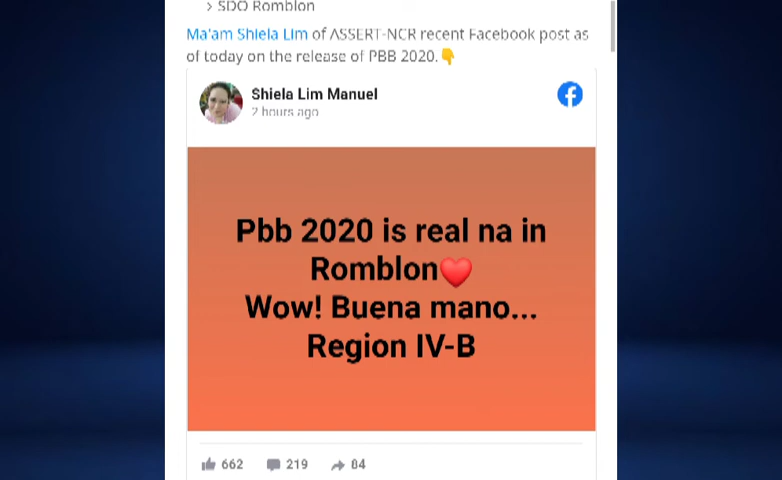 > SDO Romblon
Ma'am Shiela Lim of ASSERT-NCR recent Facebook post as
of today on the release of PBB 2020.👇
Shiela Lim Manuel
2 hours ago
Pbb 2020 is real na in
Romblon❤️
Wow! Buena mano...
Region IV-B
662 219 84